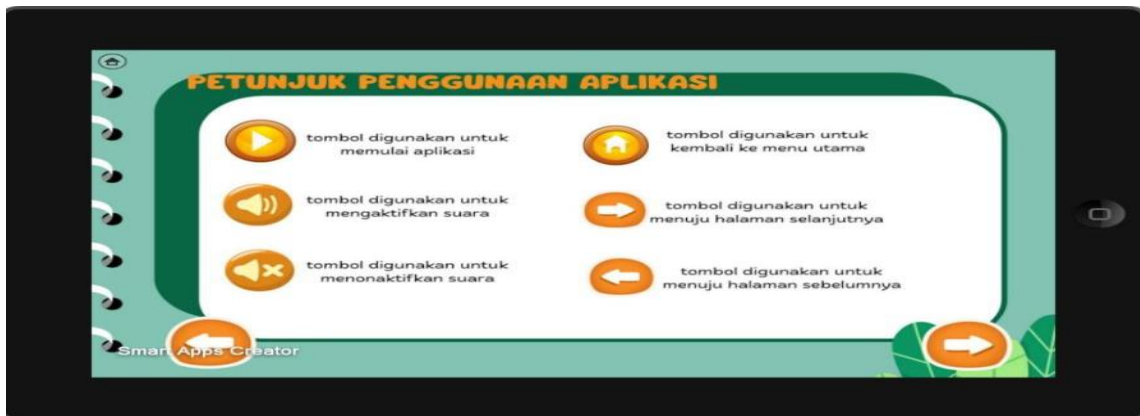 PETUNJUK PENGGUNAAN APLIKASI
tombol digunakan untuk
memulai aplikasi
tombol digunakan untuk
mengaktifkan suara
tombol digunakan untuk
menonaktifkan suara
tombol digunakan untuk
kembali ke menu utama
tombol digunakan untuk
menuju halaman selanjutnya
tombol digunakan untuk
menuju halaman sebelumnya
Smart Apps Creator